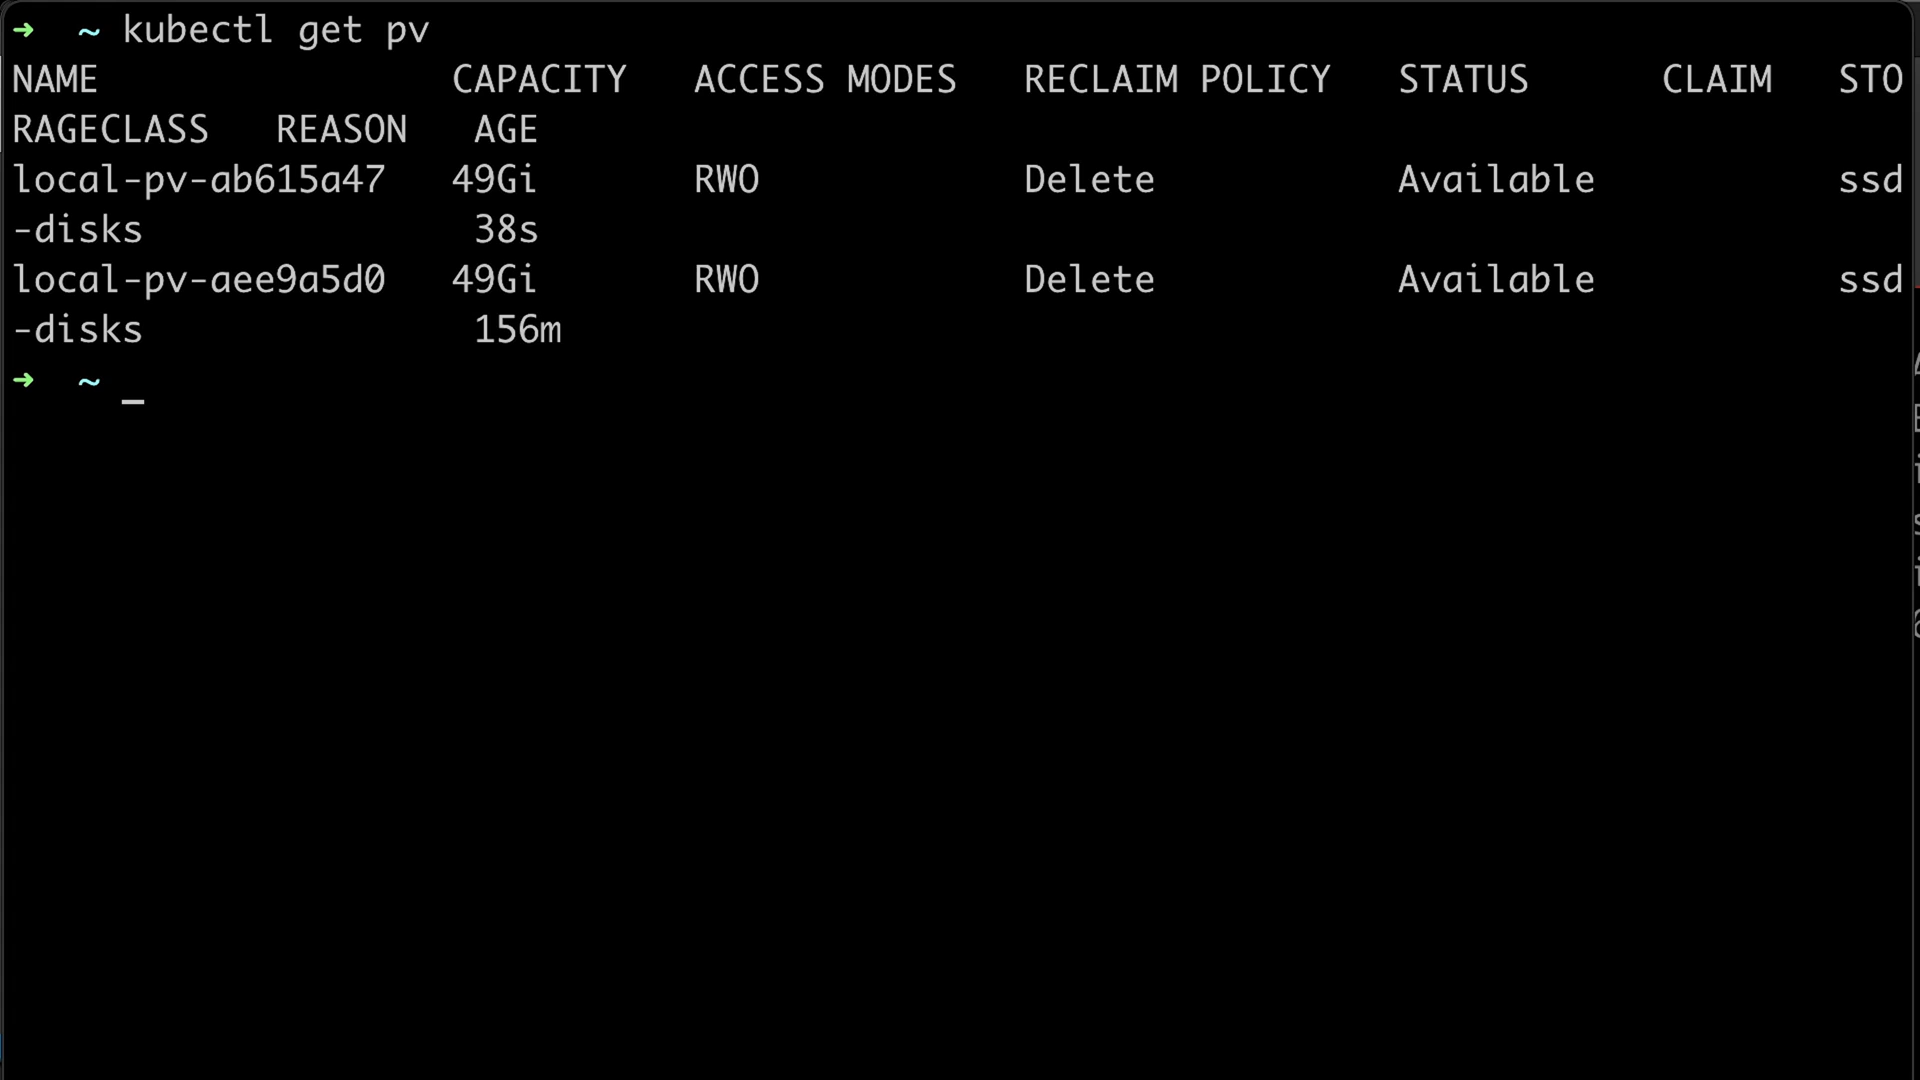 ➜  ~ kubectl get pv
NAME                CAPACITY   ACCESS MODES   RECLAIM POLICY   STATUS      CLAIM   STO
RAGECLASS   REASON   AGE
local-pv-ab615a47   49Gi       RWO            Delete           Available           ssd
-disks               38s
local-pv-aee9a5d0   49Gi       RWO            Delete           Available           ssd
-disks               156m
➜  ~ _